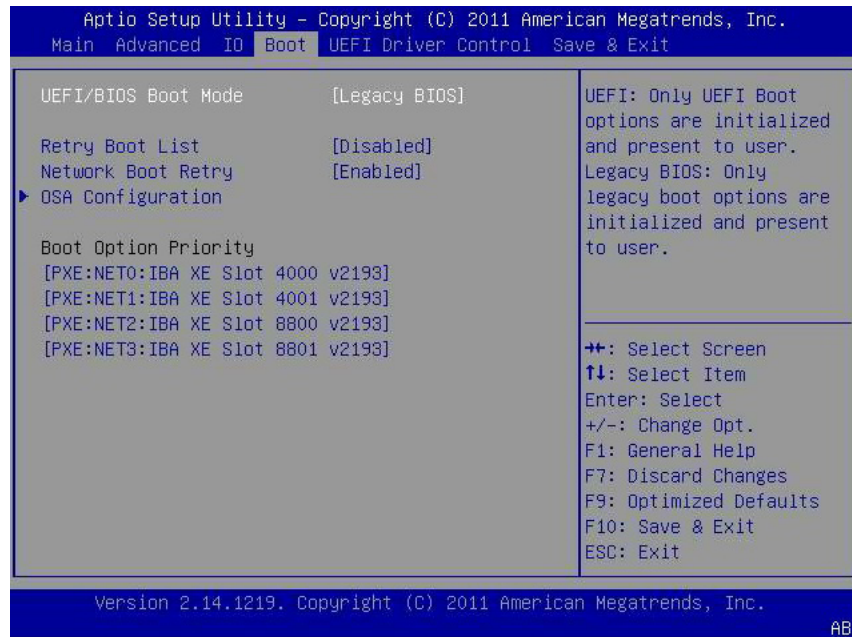 Aptio Setup Utility – Copyright (C) 2011 American Megatrends, Inc.
Main Advanced IO Boot UEFI Driver Control Save & Exit
UEFI/BIOS Boot Mode [Legacy BIOS]
Retry Boot List [Disabled]
Network Boot Retry [Enabled]
OSA Configuration
Boot Option Priority
[PXE:NET0:IBA XE Slot 4000 v2193]
[PXE:NET1:IBA XE Slot 4001 v2193]
[PXE:NET2:IBA XE Slot 8800 v2193]
[PXE:NET3:IBA XE Slot 8801 v2193]
UEFI: Only UEFI Boot
options are initialized
and present to user.
Legacy BIOS: Only
legacy boot options are
initialized and present
to user.
→←: Select Screen
↑↓: Select Item
Enter: Select
+/-: Change Opt.
F1: General Help
F7: Discard Changes
F9: Optimized Defaults
F10: Save & Exit
ESC: Exit
Version 2.14.1219. Copyright (C) 2011 American Megatrends, Inc.
AB